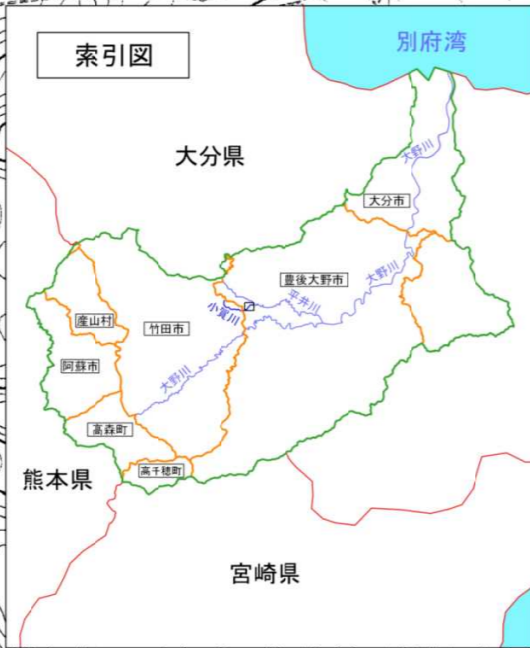 索引図
別府湾
大分県
大野川
大分市
豊後大野市
大野川
平井川
小賀川
産山村
竹田市
阿蘇市
大野川
高森町
高千穂町
熊本県
宮崎県